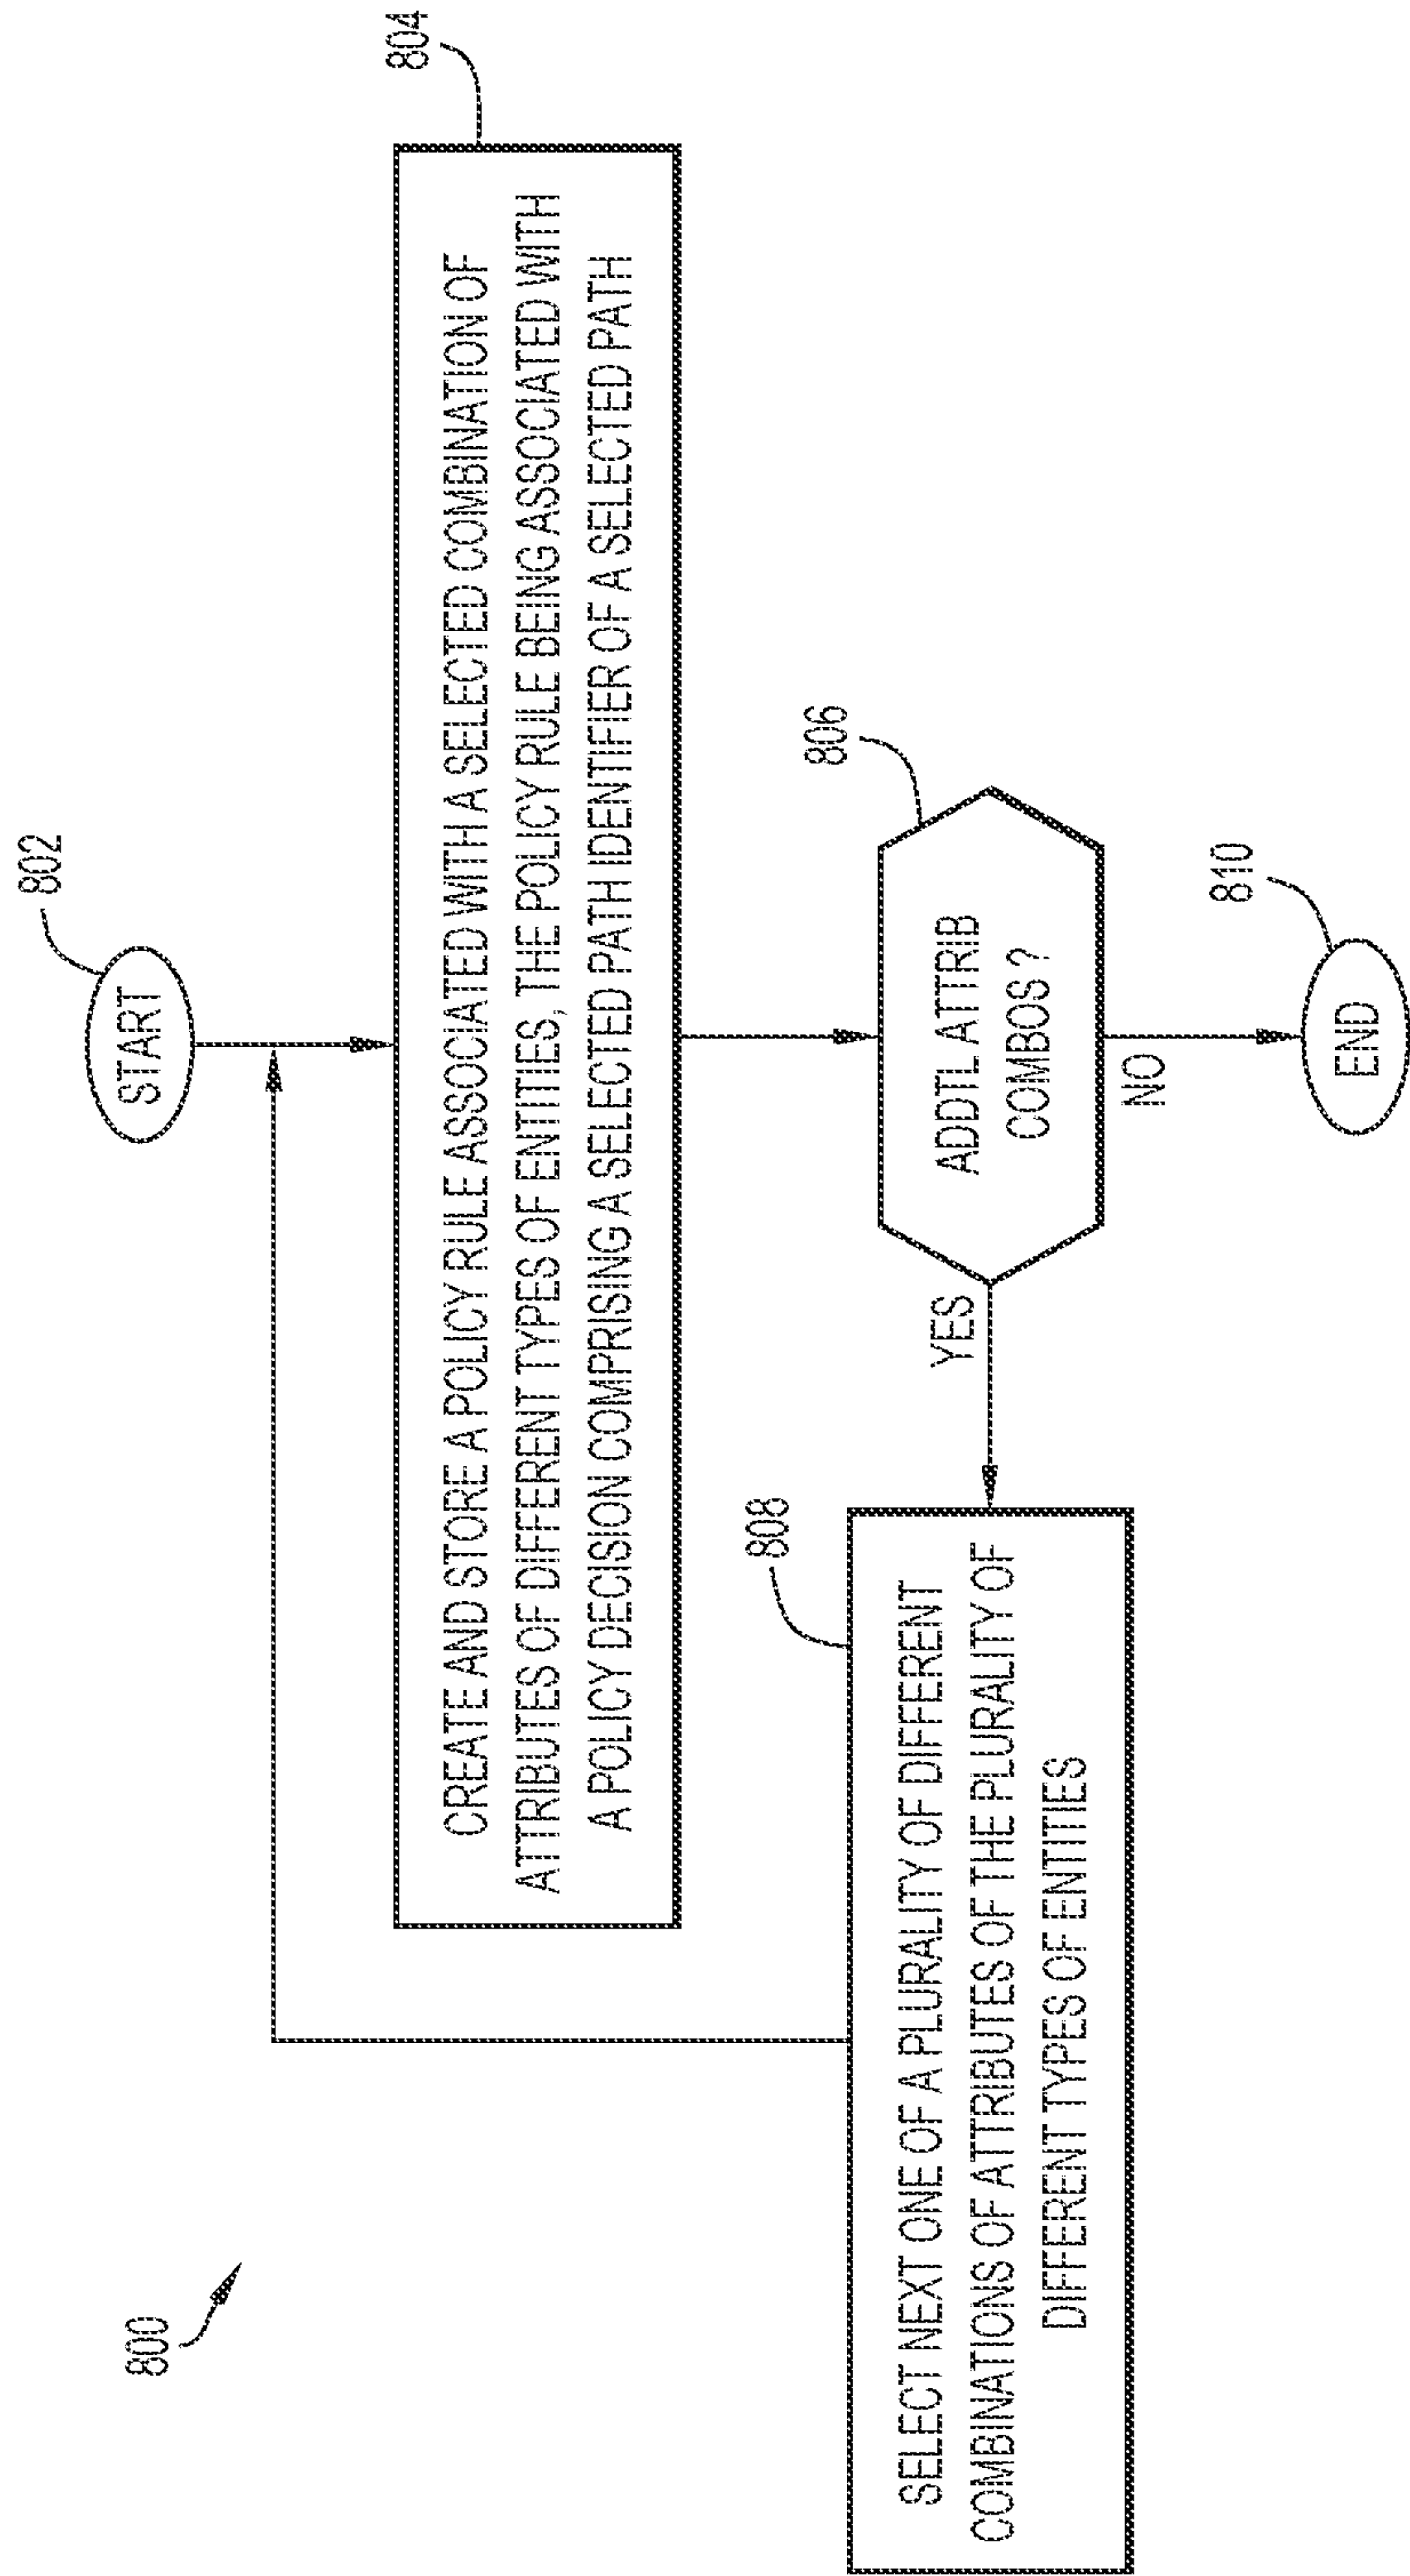 800
802
START
804
CREATE AND STORE A POLICY RULE ASSOCIATED WITH A SELECTED COMBINATION OF
ATTRIBUTES OF DIFFERENT TYPES OF ENTITIES, THE POLICY RULE BEING ASSOCIATED WITH
A POLICY DECISION COMPRISING A SELECTED PATH IDENTIFIER OF A SELECTED PATH
806
ADDTL ATTRIB
COMBOS ?
YES
NO
808
SELECT NEXT ONE OF A PLURALITY OF DIFFERENT
COMBINATIONS OF ATTRIBUTES OF THE PLURALITY OF
DIFFERENT TYPES OF ENTITIES
810
END